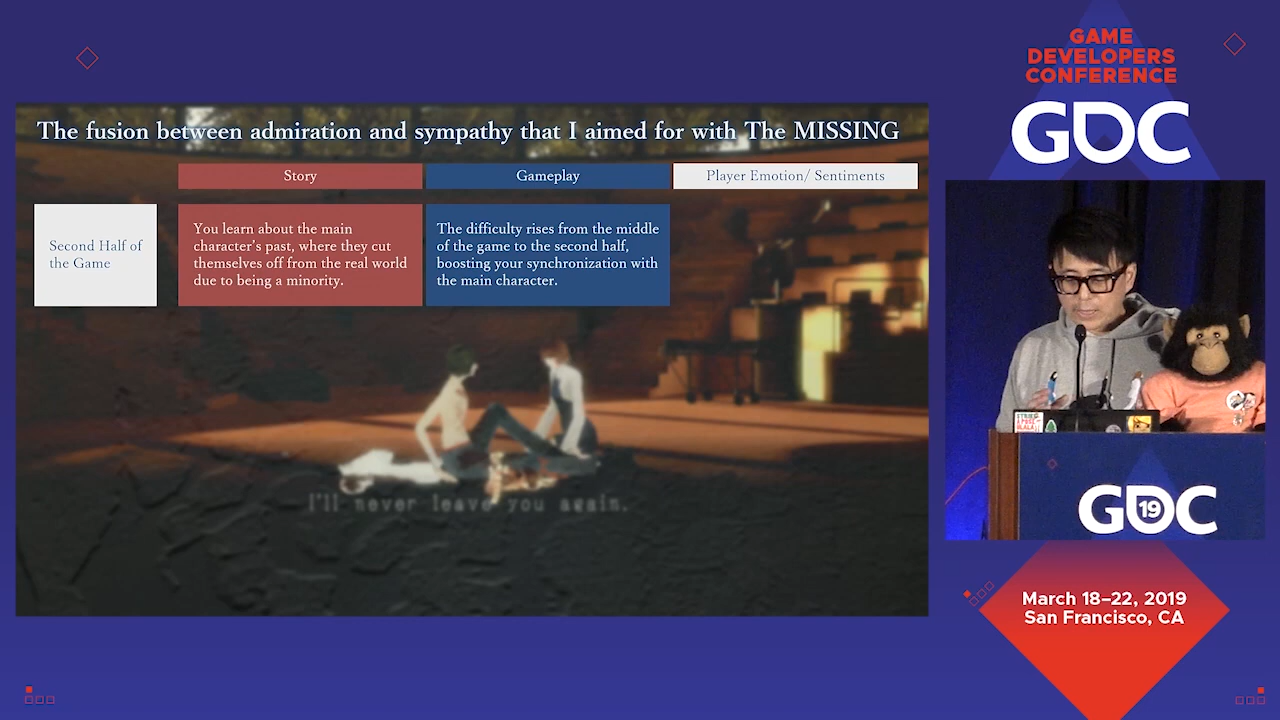 GAME
DEVELOPERS
CONFERENCE
GDC
The fusion between admiration and sympathy that I aimed for with The MISSING
Story
Gameplay
Player Emotion/ Sentiments
Second Half of
the Game
You learn about the main
character's past, where they cut
themselves off from the real world
due to being a minority.
The difficulty rises from the middle
of the game to the second half,
boosting your synchronization with
the main character.
I'll never leave you again.
GDC
19
March 18–22, 2019
San Francisco, CA